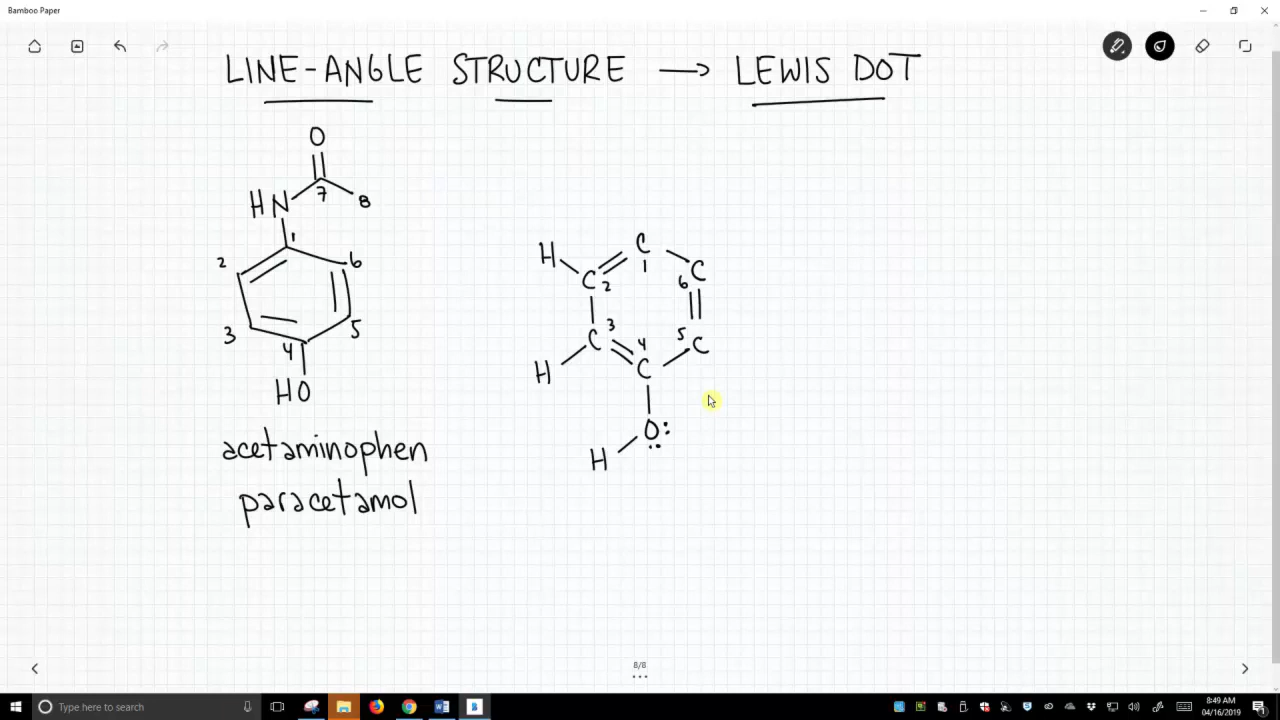 Bamboo Paper
LINE-ANGLE STRUCTURE → LEWIS DOT
O
HN
7
8
1
2
6
3
5
4
HO
acetaminophen
paracetamol
H
C
1
C
2
C
6
C
3
4
5
C
C
H
O
H
8/8
Type here to search
8:49 AM
04/16/2019